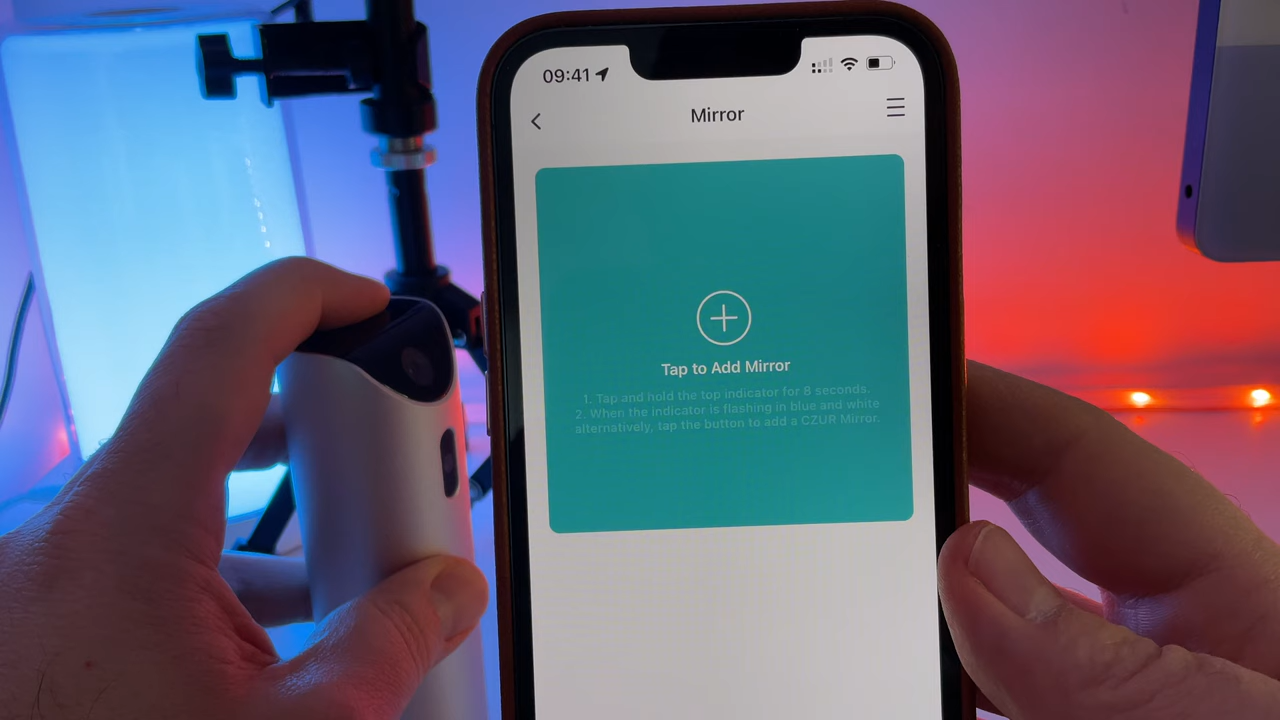 09:41
Mirror
Tap to Add Mirror
1. Tap and hold the top indicator for 8 seconds.
2. When the indicator is flashing in blue and white
alternatively, tap the button to add a CZUR Mirror.